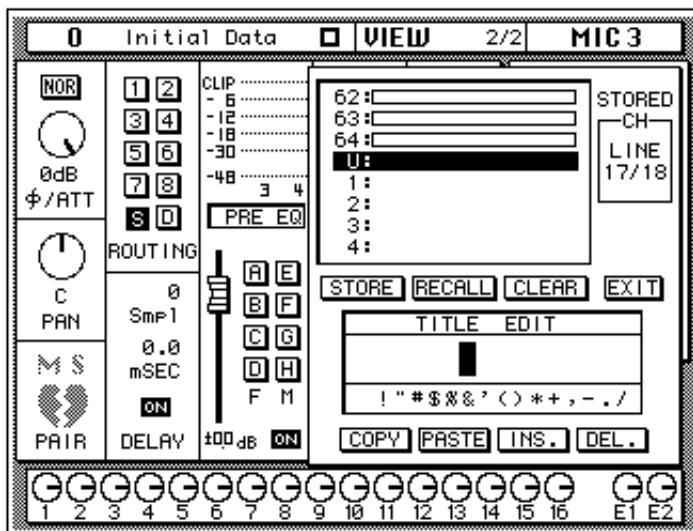 0 Initial Data VIEW 2/2 MIC 3
NOR
0dB
ϕ/ATT
C
PAN
M S
PAIR
1 2
3 4
5 6
7 8
S D
ROUTING
0
Smpl
0.0
mSEC
ON
DELAY
CLIP
- 6
-12
-18
-30
-48
3 4
PRE EQ
A E
B F
C G
D H
F M
±0.0 dB ON
62:
63:
64:
U:
1:
2:
3:
4:
STORED
CH
LINE
17/18
STORE RECALL CLEAR EXIT
TITLE EDIT
!"#$%&'()*+,-./
COPY PASTE INS. DEL.
1 2 3 4 5 6 7 8 9 10 11 12 13 14 15 16 E1 E2